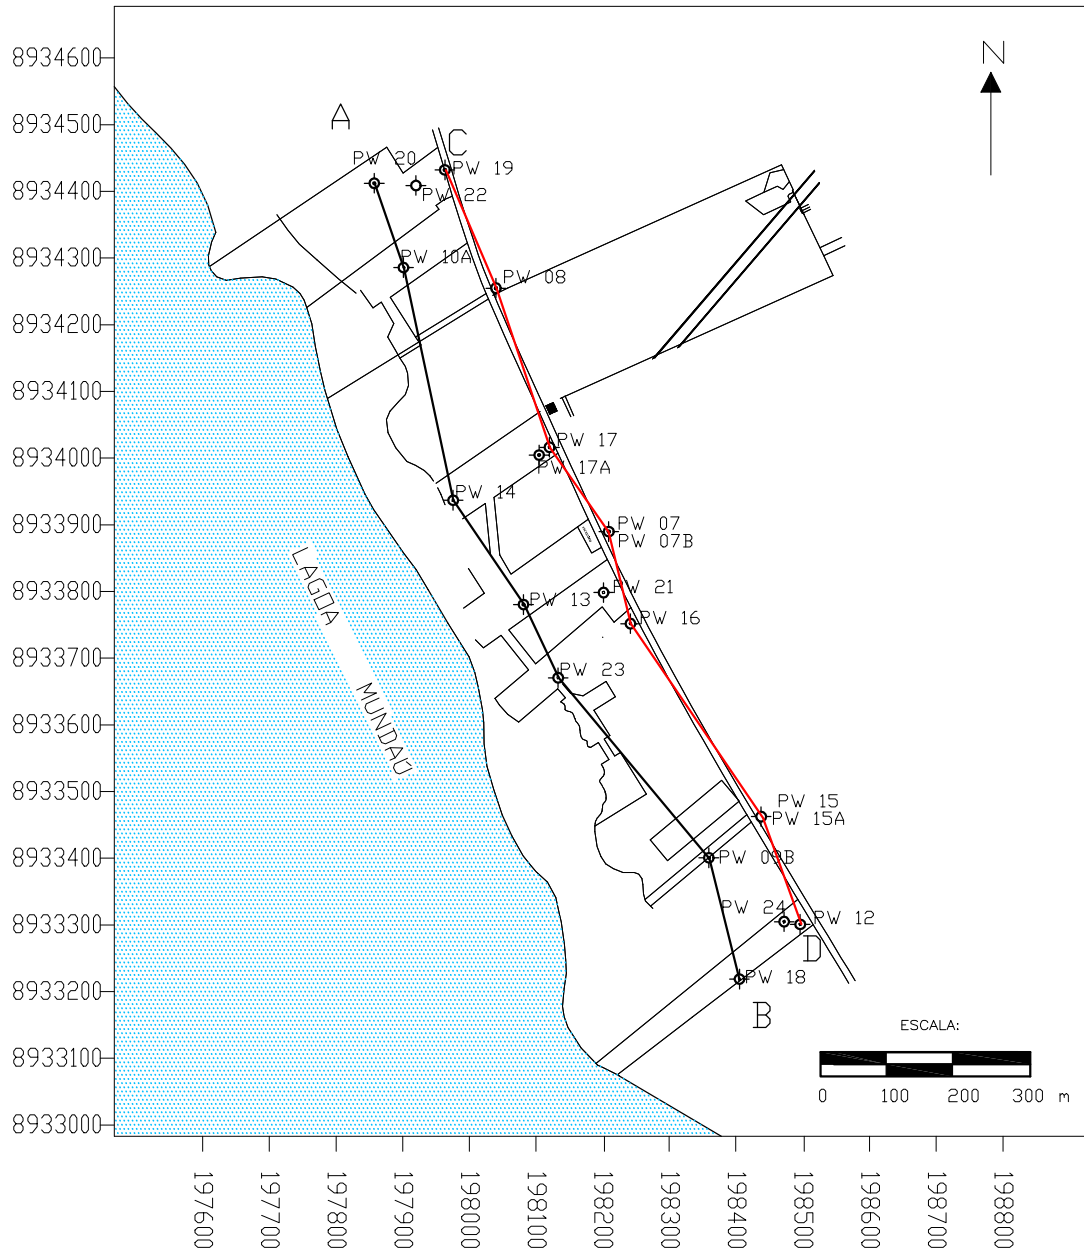 8934600
N
8934500
A
C
PW 20
PW 19
8934400
PW 22
8934300
PW 10A
PW 08
8934200
8934100
PW 17
8934000
PW 17A
PW 14
8933900
PW 07
PW 07B
LAGOA MUNDAÚ
8933800
PW 21
PW 13
PW 16
8933700
PW 23
8933600
8933500
PW 15
PW 15A
8933400
PW 09B
PW 24
PW 12
8933300
D
PW 18
8933200
B
ESCALA:
8933100
0 100 200 300 m
8933000
197600 197700 197800 197900 198000 198100 198200 198300 198400 198500 198600 198700 198800